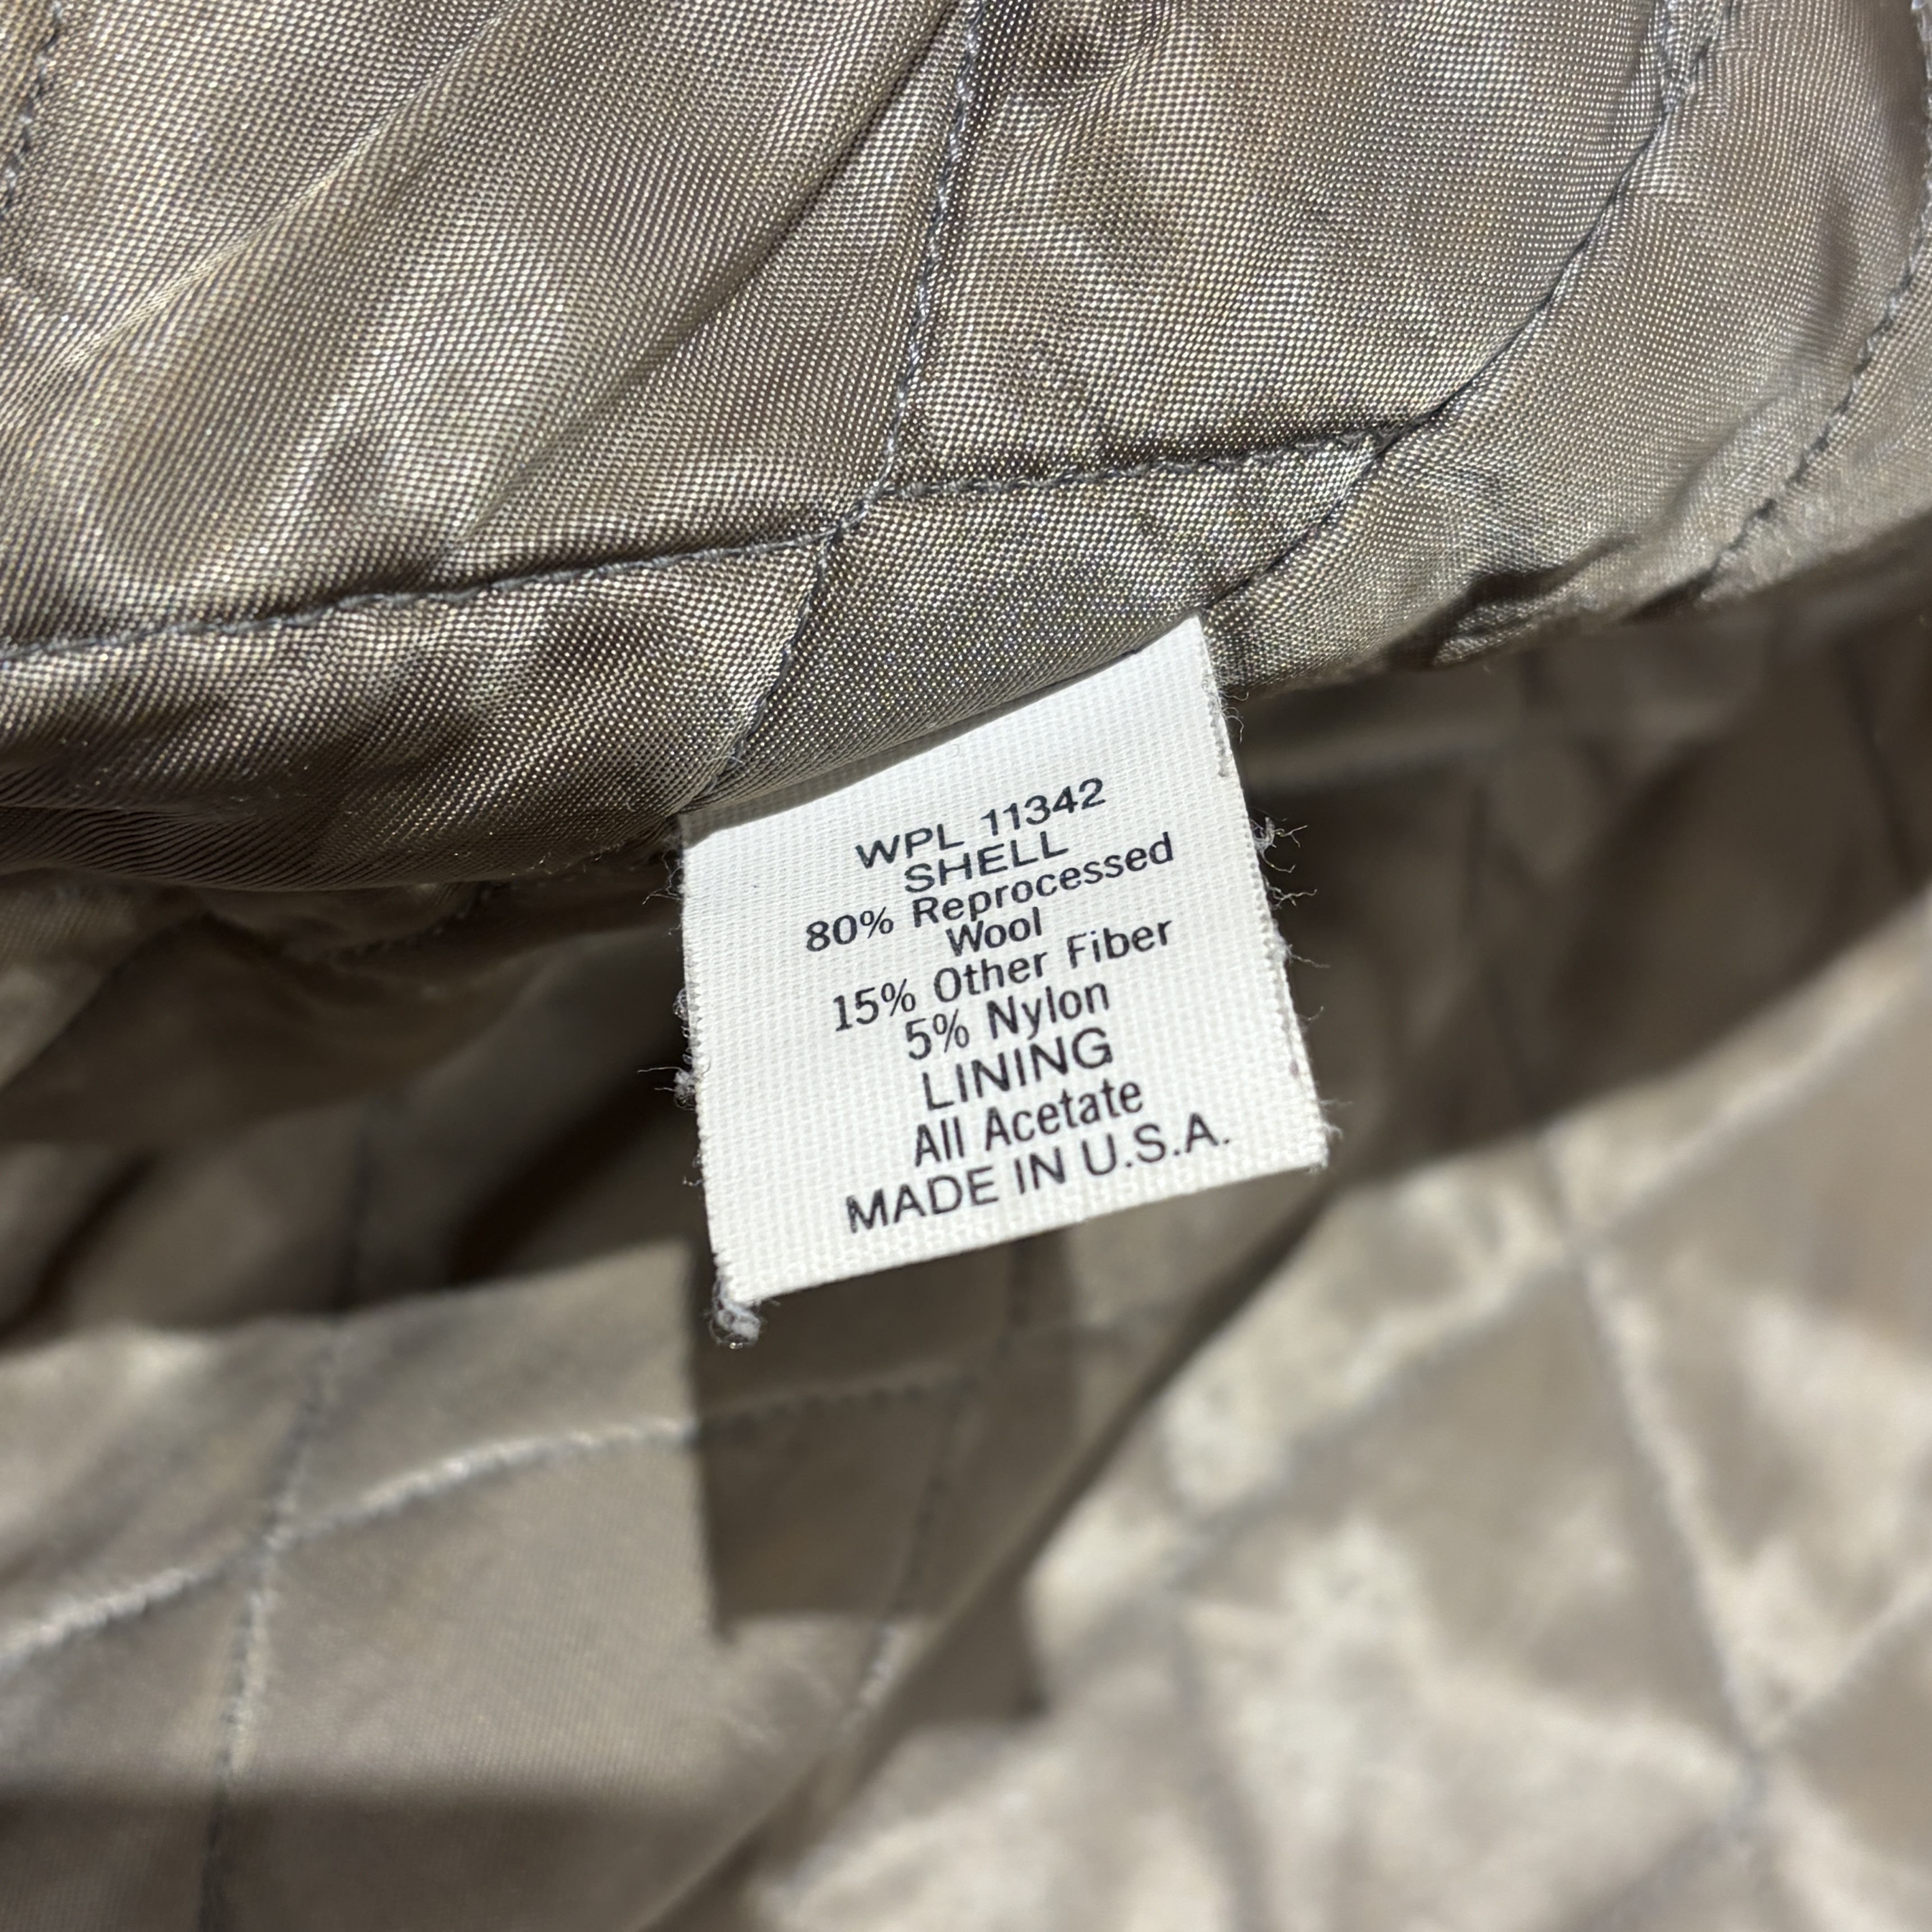 WPL 11342
SHELL
80% Reprocessed
Wool
15% Other Fiber
5% Nylon
LINING
All Acetate
MADE IN U.S.A.